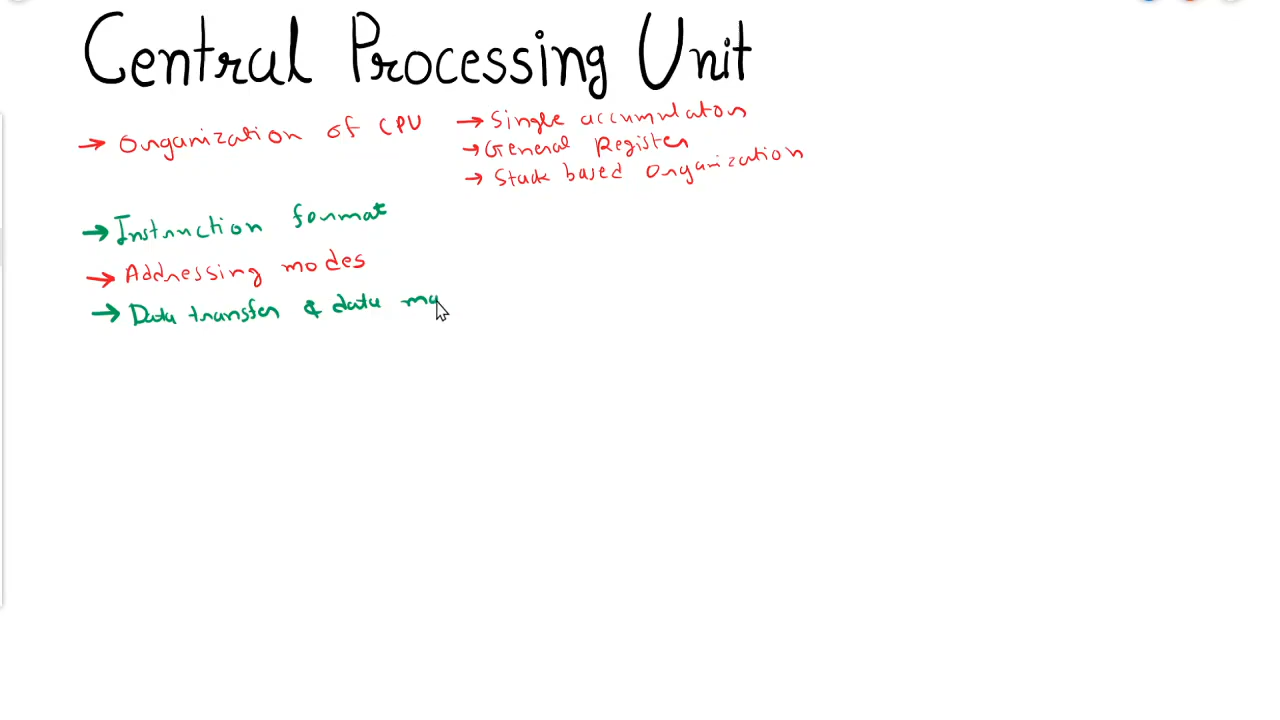 Central Processing Unit
→ Organization of CPU
→ Single accumulator
→ General Register
→ Stack based organization
→ Instruction format
→ Addressing modes
→ Data transfer & data ma